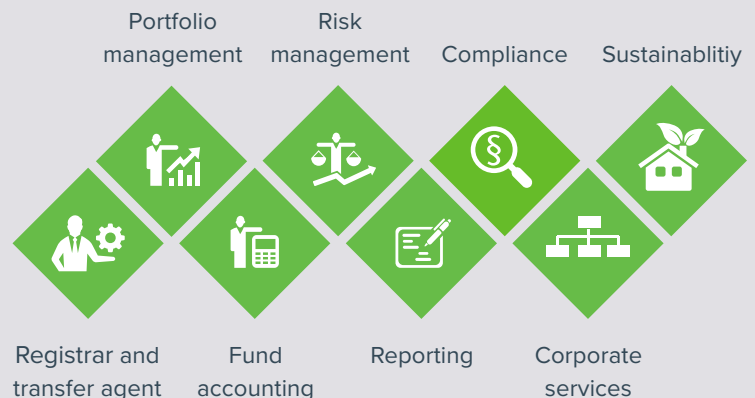 Portfolio
management
Risk
management
Compliance
Sustainablitiy
§
Registrar and
transfer agent
Fund
accounting
Reporting
Corporate
services